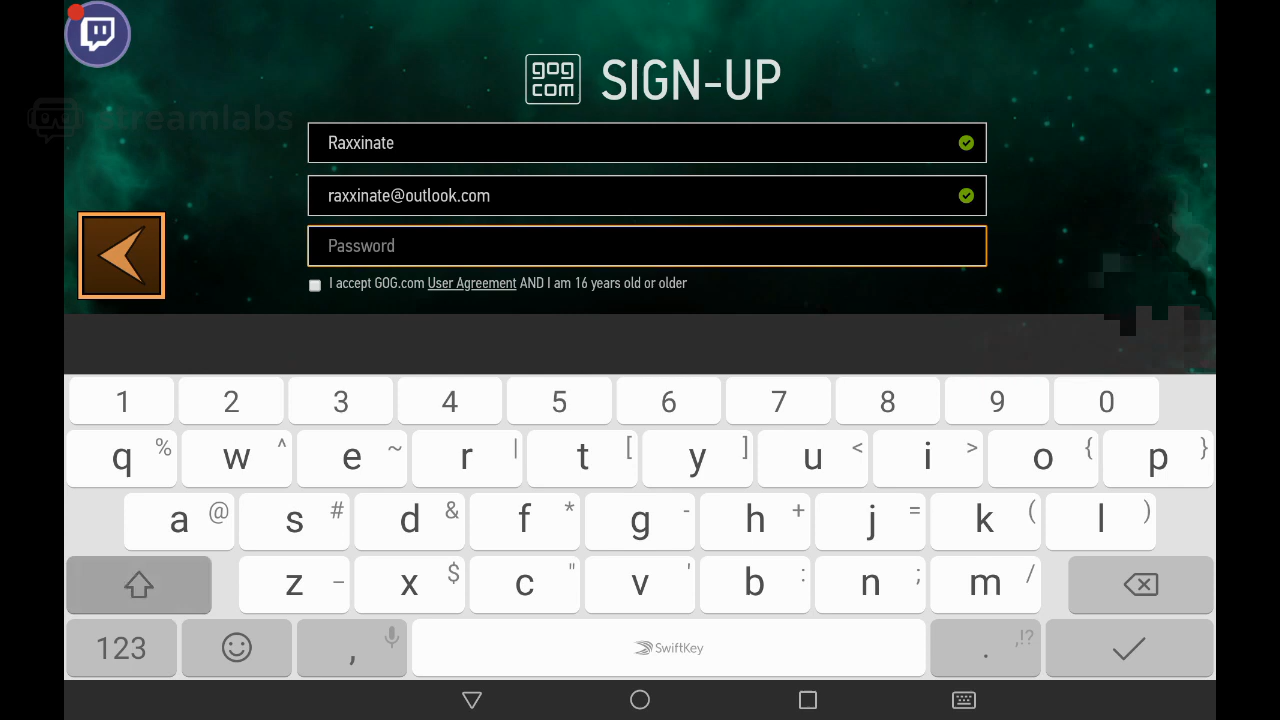 gog
com
SIGN-UP
streamlabs
Raxxinate
raxxinate@outlook.com
Password
I accept GOG.com User Agreement AND I am 16 years old or older
1 2 3 4 5 6 7 8 9 0
q % w ^ e ~ r | t [ y ] u < i > o { p }
a @ s # d & f * g - h + j = k ( l )
z _ x $ c " v ' b : n ; m /
123 , SwiftKey . ,!?